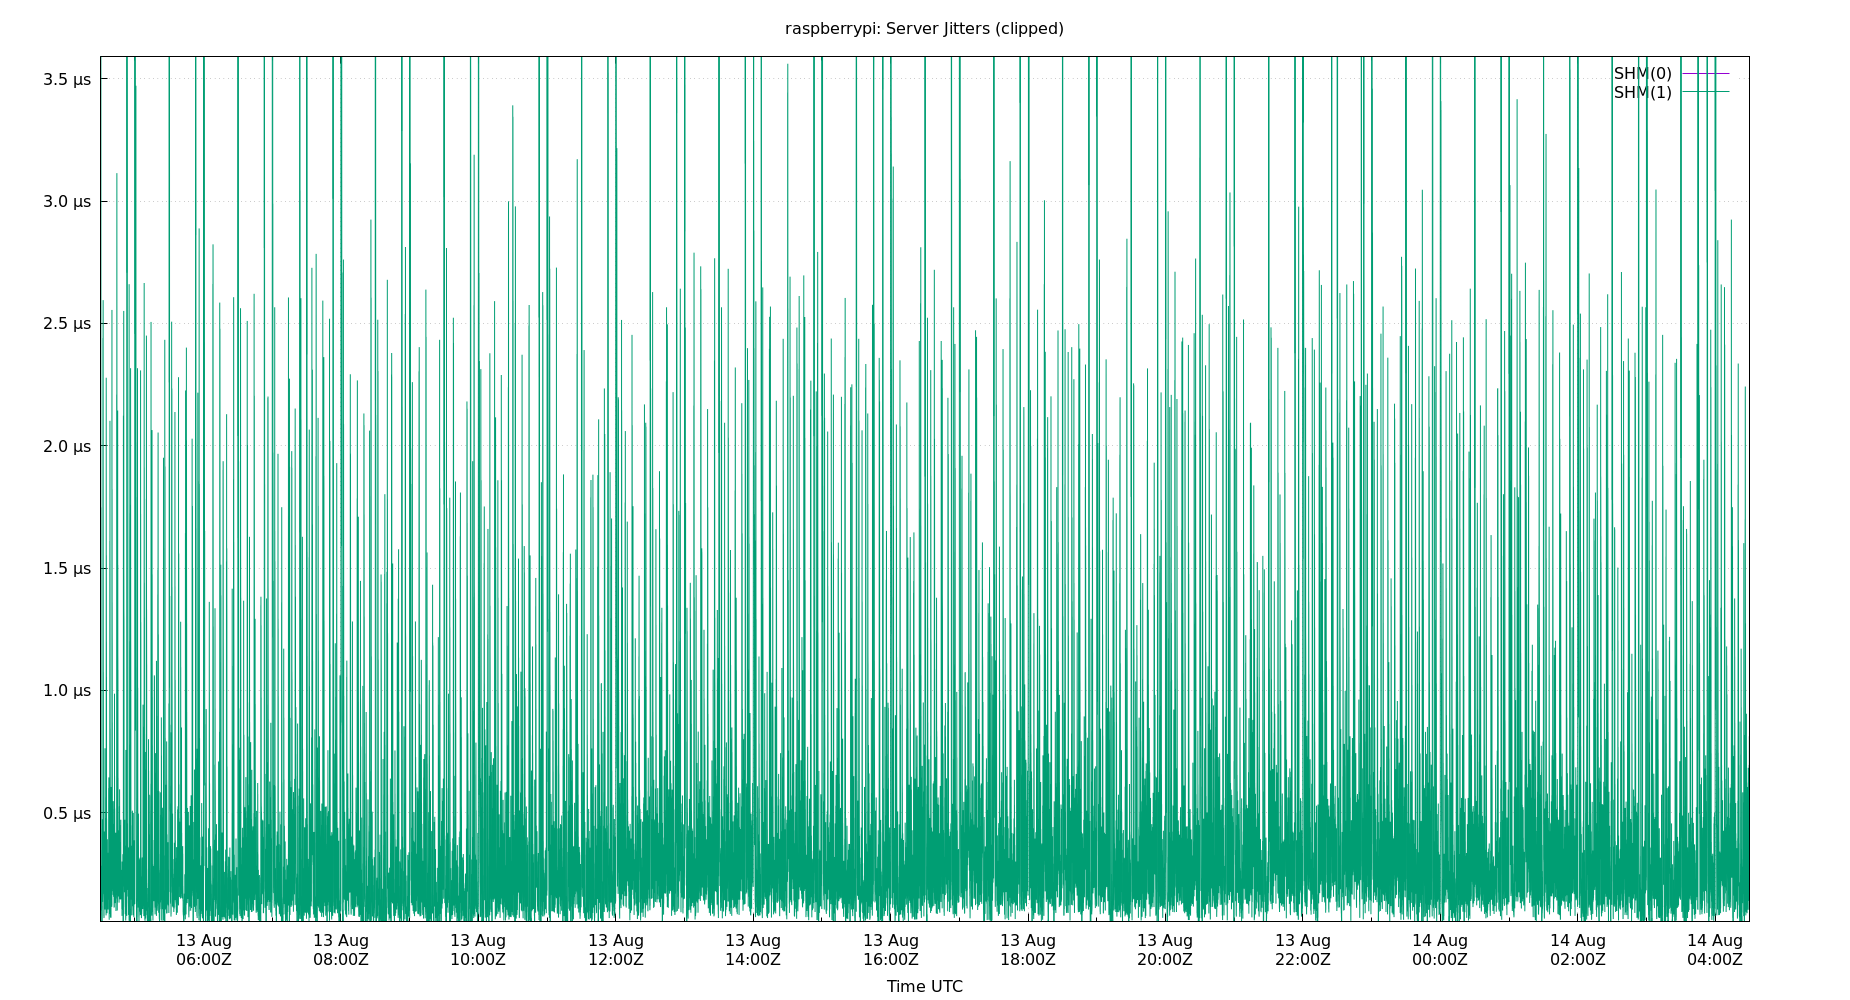 raspberrypi: Server Jitters (clipped)
3.5 μs
3.0 μs
2.5 μs
2.0 μs
1.5 μs
1.0 μs
0.5 μs
SHM(0)
SHM(1)
13 Aug 13 Aug 13 Aug 13 Aug 13 Aug 13 Aug 13 Aug 13 Aug 13 Aug 14 Aug 14 Aug 14 Aug
06:00Z 08:00Z 10:00Z 12:00Z 14:00Z 16:00Z 18:00Z 20:00Z 22:00Z 00:00Z 02:00Z 04:00Z
Time UTC